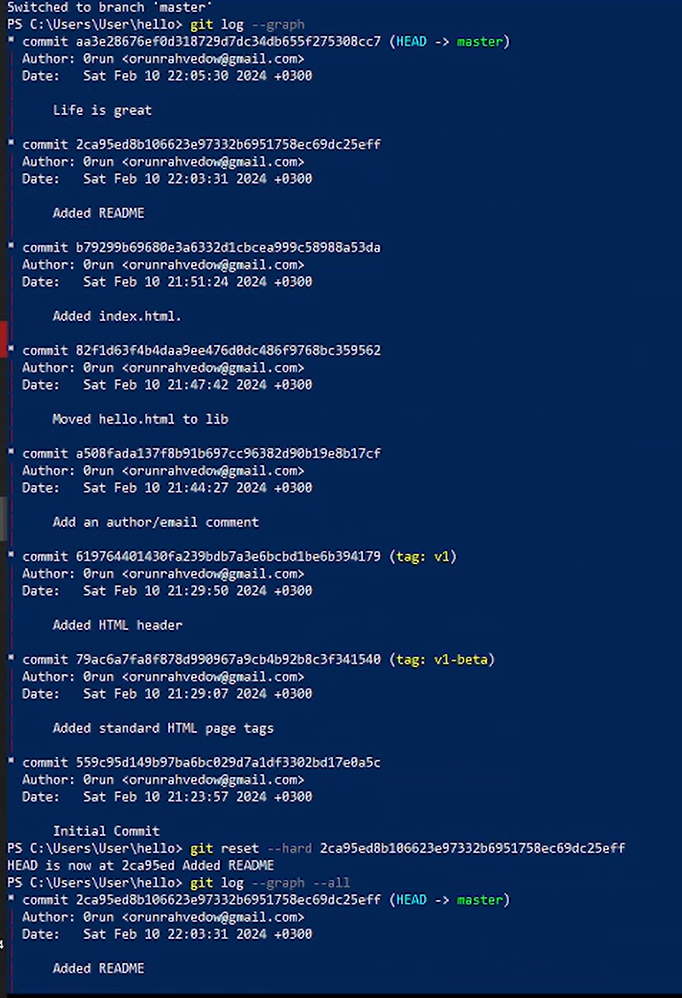 Switched to branch 'master'
PS C:\Users\User\hello> git log --graph
* commit aa3e28676ef0d318729d7dc34db655f275308cc7 (HEAD -> master)
Author: 0run <orunrahvedow@gmail.com>
Date: Sat Feb 10 22:05:30 2024 +0300
Life is great
* commit 2ca95ed8b106623e97332b6951758ec69dc25eff
Author: 0run <orunrahvedow@gmail.com>
Date: Sat Feb 10 22:03:31 2024 +0300
Added README
* commit b79299b69680e3a6332d1cbcea999c58988a53da
Author: 0run <orunrahvedow@gmail.com>
Date: Sat Feb 10 21:51:24 2024 +0300
Added index.html.
* commit 82f1d63f4b4daa9ee476d0dc486f9768bc359562
Author: 0run <orunrahvedow@gmail.com>
Date: Sat Feb 10 21:47:42 2024 +0300
Moved hello.html to lib
* commit a508fada137f8b91b697cc96382d90b19e8b17cf
Author: 0run <orunrahvedow@gmail.com>
Date: Sat Feb 10 21:44:27 2024 +0300
Add an author/email comment
* commit 619764401430fa239bdb7a3e6bcbd1be6b394179 (tag: v1)
Author: 0run <orunrahvedow@gmail.com>
Date: Sat Feb 10 21:29:50 2024 +0300
Added HTML header
* commit 79ac6a7fa8f878d990967a9cb4b92b8c3f341540 (tag: v1-beta)
Author: 0run <orunrahvedow@gmail.com>
Date: Sat Feb 10 21:29:07 2024 +0300
Added standard HTML page tags
* commit 559c95d149b97ba6bc029d7a1df3302bd17e0a5c
Author: 0run <orunrahvedow@gmail.com>
Date: Sat Feb 10 21:23:57 2024 +0300
Initial Commit
PS C:\Users\User\hello> git reset --hard 2ca95ed8b106623e97332b6951758ec69dc25eff
HEAD is now at 2ca95ed Added README
PS C:\Users\User\hello> git log --graph --all
* commit 2ca95ed8b106623e97332b6951758ec69dc25eff (HEAD -> master)
Author: 0run <orunrahvedow@gmail.com>
Date: Sat Feb 10 22:03:31 2024 +0300
Added README